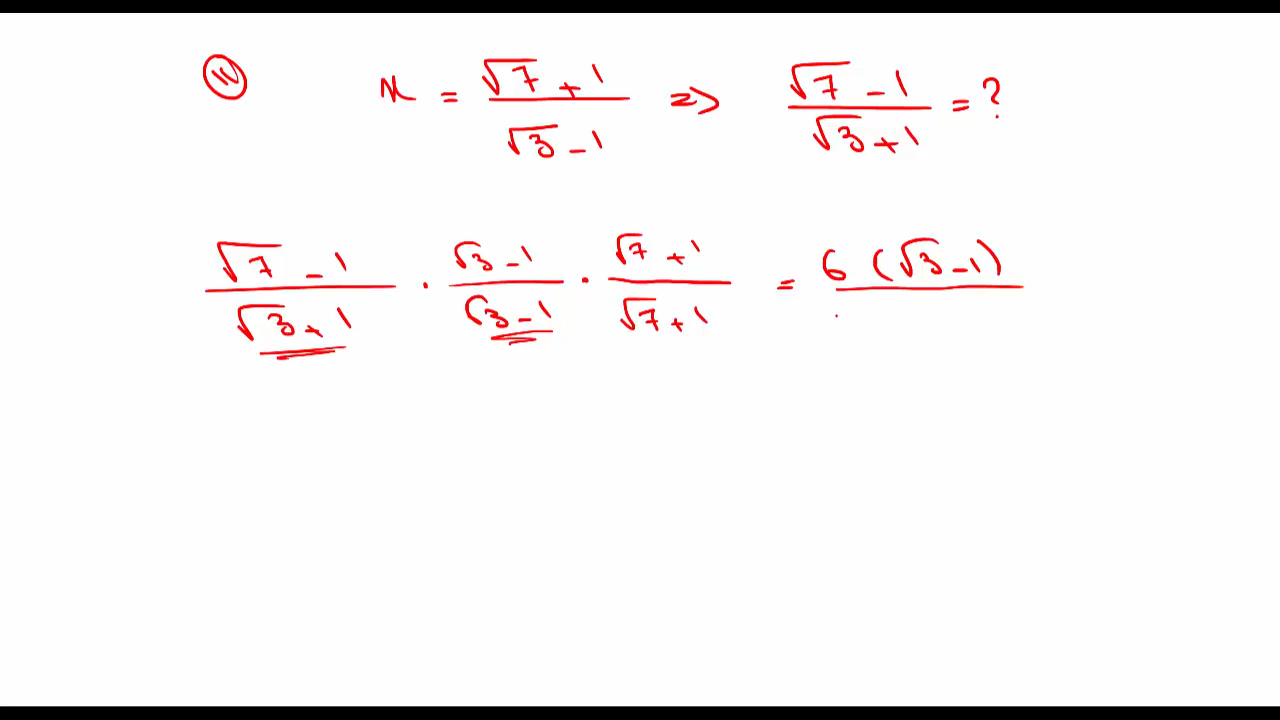 ⑪ x = (√7 + 1)/(√3 - 1) => (√7 - 1)/(√3 + 1) = ?
(√7 - 1)/(√3 + 1) · (√3 - 1)/(√3 - 1) · (√7 + 1)/(√7 + 1) = 6 (√3 - 1)/